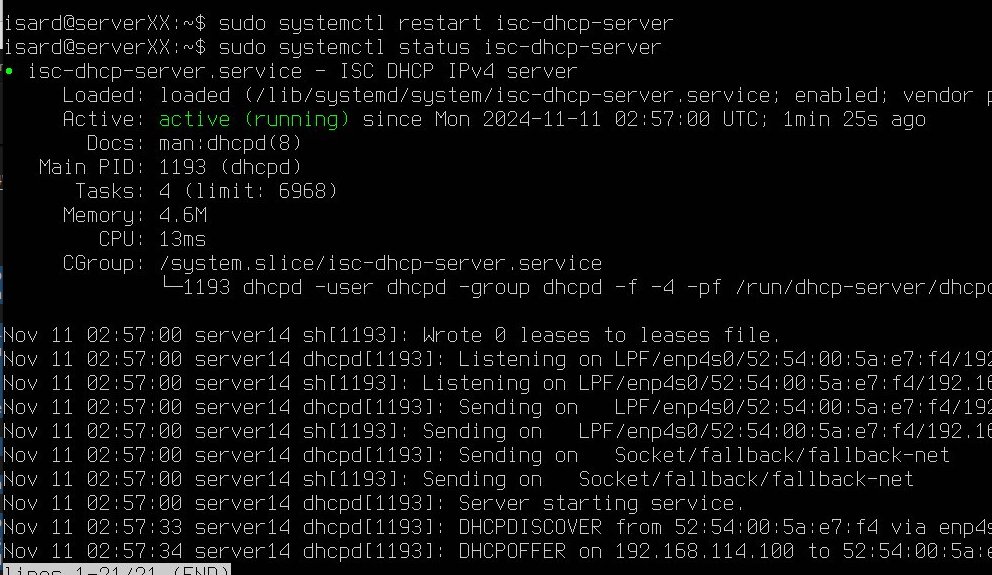 isard@serverXX:~$ sudo systemctl restart isc-dhcp-server
isard@serverXX:~$ sudo systemctl status isc-dhcp-server
● isc-dhcp-server.service - ISC DHCP IPv4 server
Loaded: loaded (/lib/systemd/system/isc-dhcp-server.service; enabled; vendor p
Active: active (running) since Mon 2024-11-11 02:57:00 UTC; 1min 25s ago
Docs: man:dhcpd(8)
Main PID: 1193 (dhcpd)
Tasks: 4 (limit: 6968)
Memory: 4.6M
CPU: 13ms
CGroup: /system.slice/isc-dhcp-server.service
└─1193 dhcpd -user dhcpd -group dhcpd -f -4 -pf /run/dhcp-server/dhcpd
Nov 11 02:57:00 server14 sh[1193]: Wrote 0 leases to leases file.
Nov 11 02:57:00 server14 dhcpd[1193]: Listening on LPF/enp4s0/52:54:00:5a:e7:f4/192
Nov 11 02:57:00 server14 sh[1193]: Listening on LPF/enp4s0/52:54:00:5a:e7:f4/192.16
Nov 11 02:57:00 server14 dhcpd[1193]: Sending on   LPF/enp4s0/52:54:00:5a:e7:f4/192
Nov 11 02:57:00 server14 sh[1193]: Sending on   LPF/enp4s0/52:54:00:5a:e7:f4/192.16
Nov 11 02:57:00 server14 dhcpd[1193]: Sending on   Socket/fallback/fallback-net
Nov 11 02:57:00 server14 sh[1193]: Sending on   Socket/fallback/fallback-net
Nov 11 02:57:00 server14 dhcpd[1193]: Server starting service.
Nov 11 02:57:33 server14 dhcpd[1193]: DHCPDISCOVER from 52:54:00:5a:e7:f4 via enp4s
Nov 11 02:57:34 server14 dhcpd[1193]: DHCPOFFER on 192.168.114.100 to 52:54:00:5a:e
lines 1-21/21 (END)